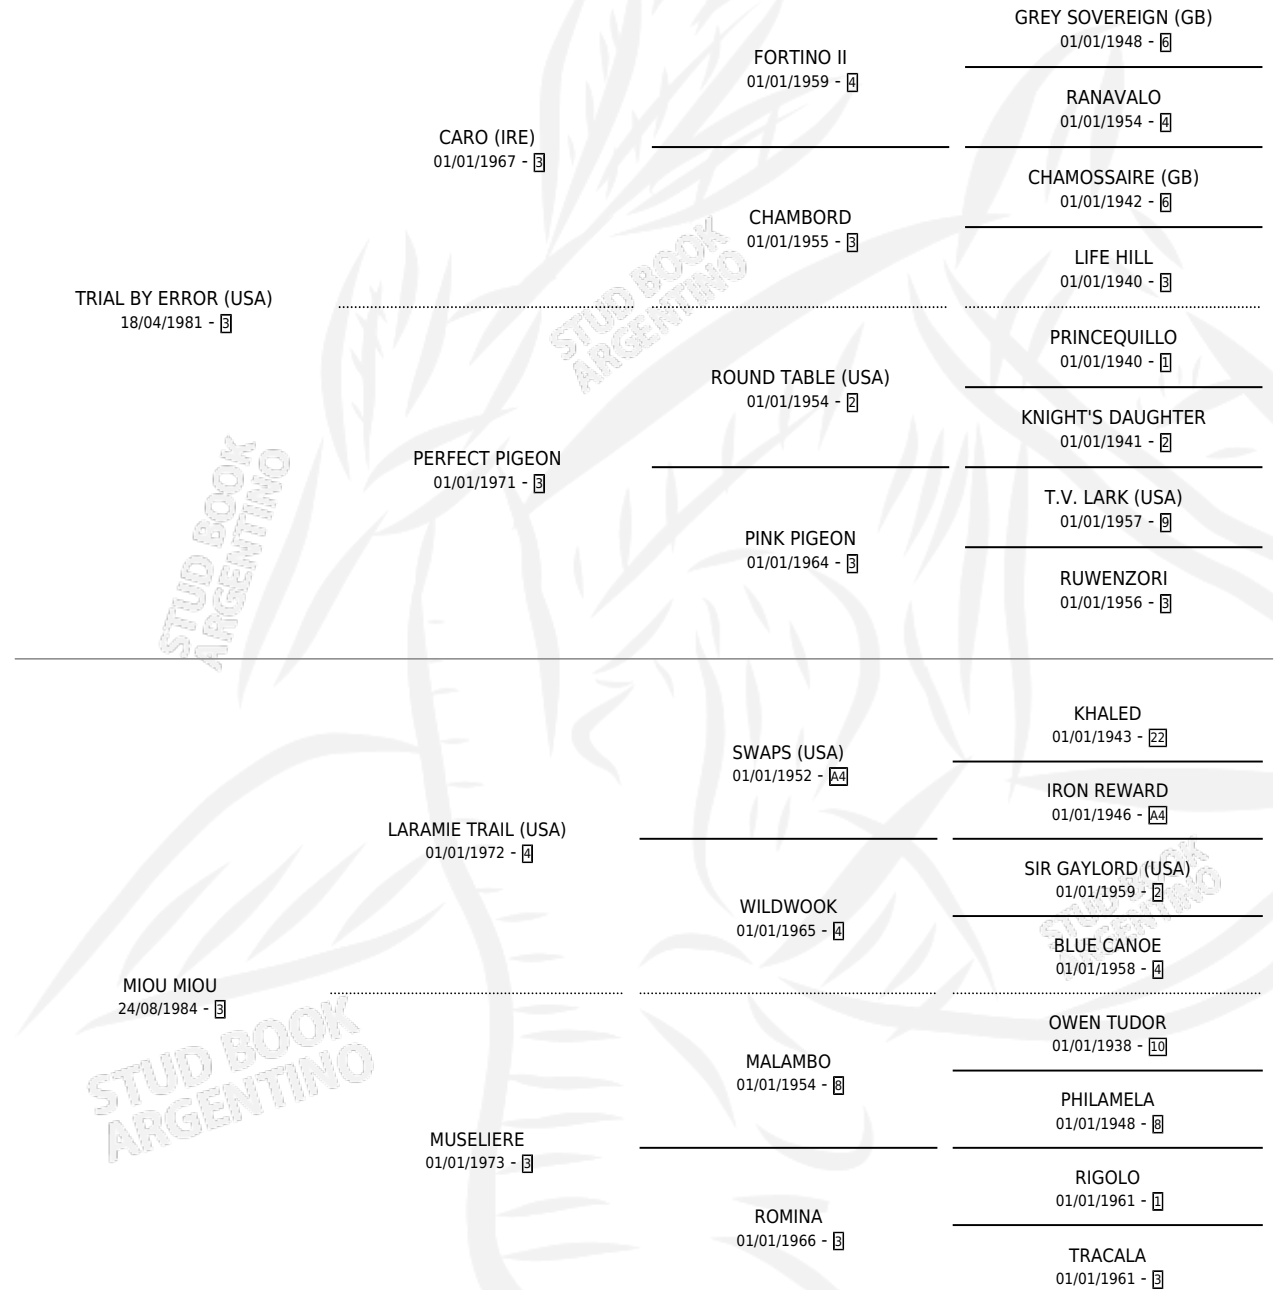 GREY SOVEREIGN (GB)
01/01/1948 - 6
FORTINO II
01/01/1959 - 4
RANAVALO
01/01/1954 - 4
CARO (IRE)
01/01/1967 - 3
CHAMOSSAIRE (GB)
01/01/1942 - 6
CHAMBORD
01/01/1955 - 3
LIFE HILL
01/01/1940 - 3
TRIAL BY ERROR (USA)
18/04/1981 - 3
PRINCEQUILLO
01/01/1940 - 1
ROUND TABLE (USA)
01/01/1954 - 2
KNIGHT'S DAUGHTER
01/01/1941 - 2
PERFECT PIGEON
01/01/1971 - 3
T.V. LARK (USA)
01/01/1957 - 9
PINK PIGEON
01/01/1964 - 3
RUWENZORI
01/01/1956 - 3
KHALED
01/01/1943 - 22
SWAPS (USA)
01/01/1952 - A4
IRON REWARD
01/01/1946 - A4
LARAMIE TRAIL (USA)
01/01/1972 - 4
SIR GAYLORD (USA)
01/01/1959 - 2
WILDWOOK
01/01/1965 - 4
BLUE CANOE
01/01/1958 - 4
MIOU MIOU
24/08/1984 - 3
OWEN TUDOR
01/01/1938 - 10
MALAMBO
01/01/1954 - 8
PHILAMELA
01/01/1948 - 8
MUSELIERE
01/01/1973 - 3
RIGOLO
01/01/1961 - 1
ROMINA
01/01/1966 - 3
TRACALA
01/01/1961 - 3
STUD BOOK
ARGENTINO
STUD BOOK
ARGENTINO
STUD BOOK
ARGENTINO
STUD BOOK
ARGENTINO